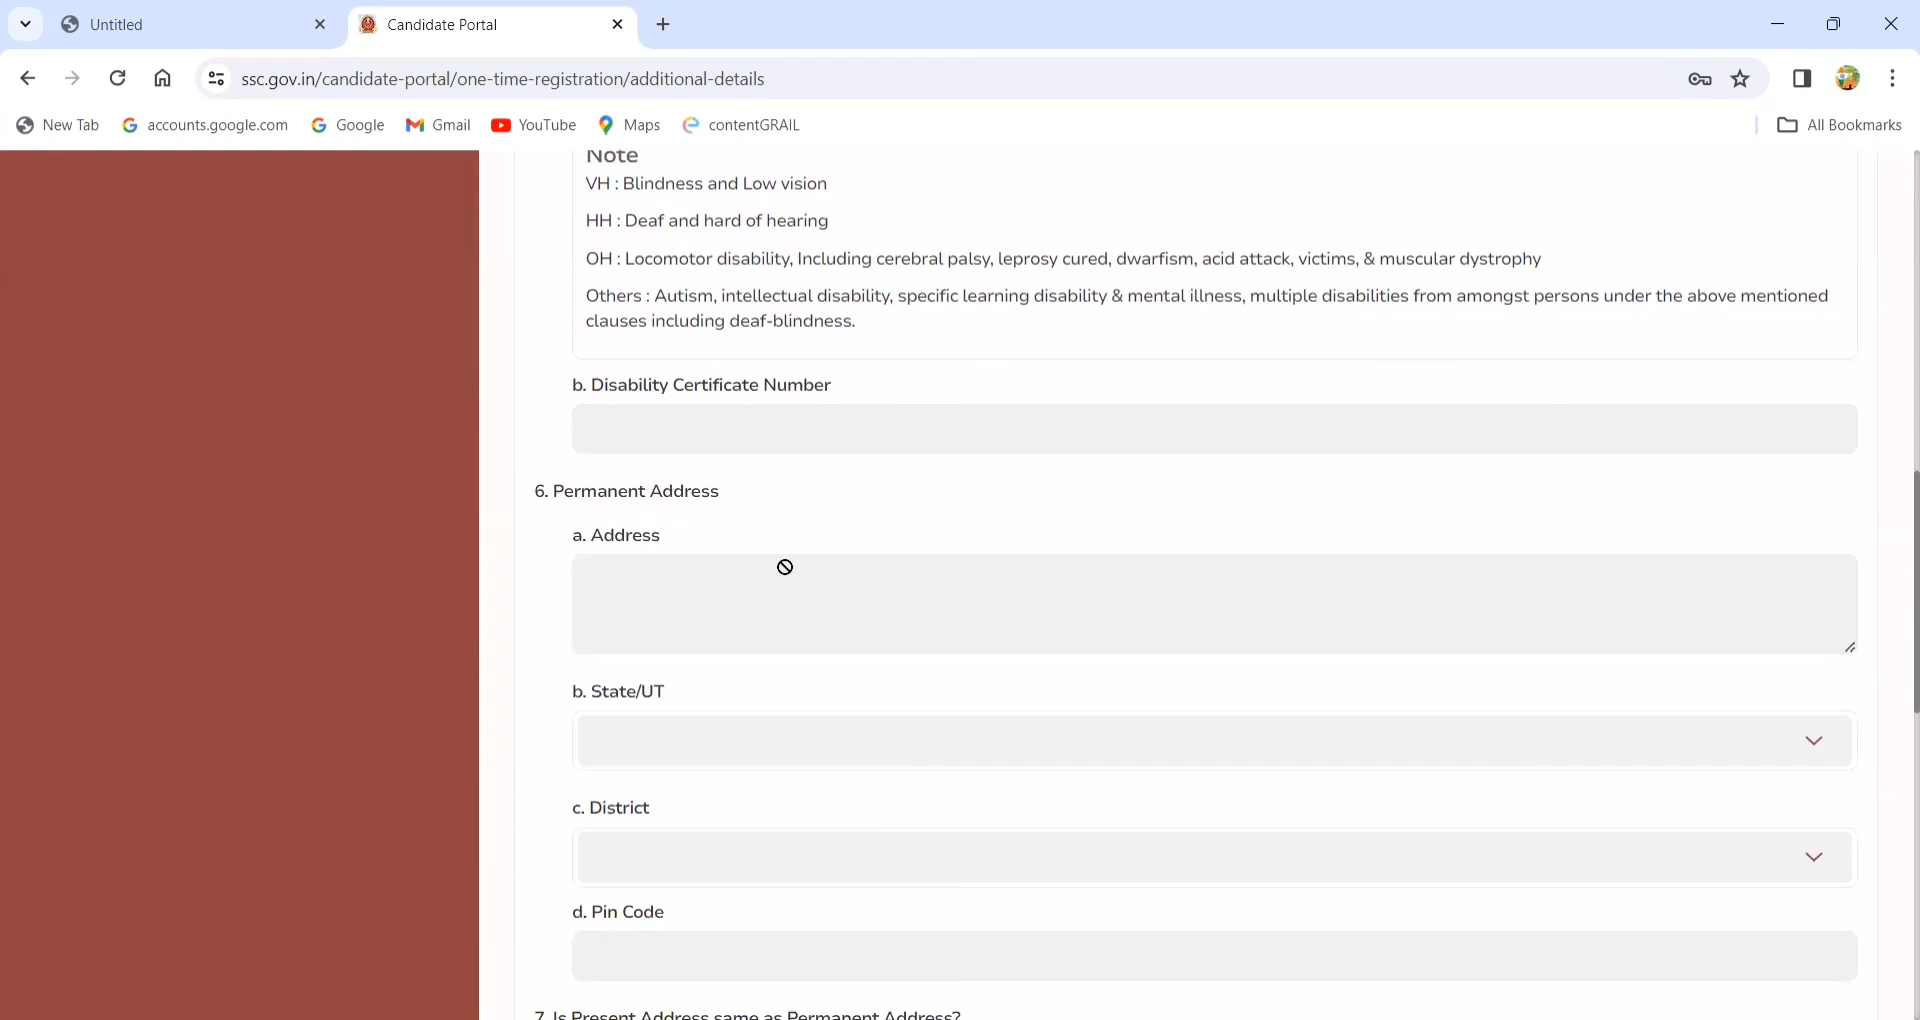 Untitled
Candidate Portal
ssc.gov.in/candidate-portal/one-time-registration/additional-details
New Tab
accounts.google.com
Google
Gmail
YouTube
Maps
contentGRAIL
All Bookmarks
Note
VH : Blindness and Low vision
HH : Deaf and hard of hearing
OH : Locomotor disability, Including cerebral palsy, leprosy cured, dwarfism, acid attack, victims, & muscular dystrophy
Others : Autism, intellectual disability, specific learning disability & mental illness, multiple disabilities from amongst persons under the above mentioned
clauses including deaf-blindness.
b. Disability Certificate Number
6. Permanent Address
a. Address
b. State/UT
c. District
d. Pin Code
7. Is Present Address same as Permanent Address?